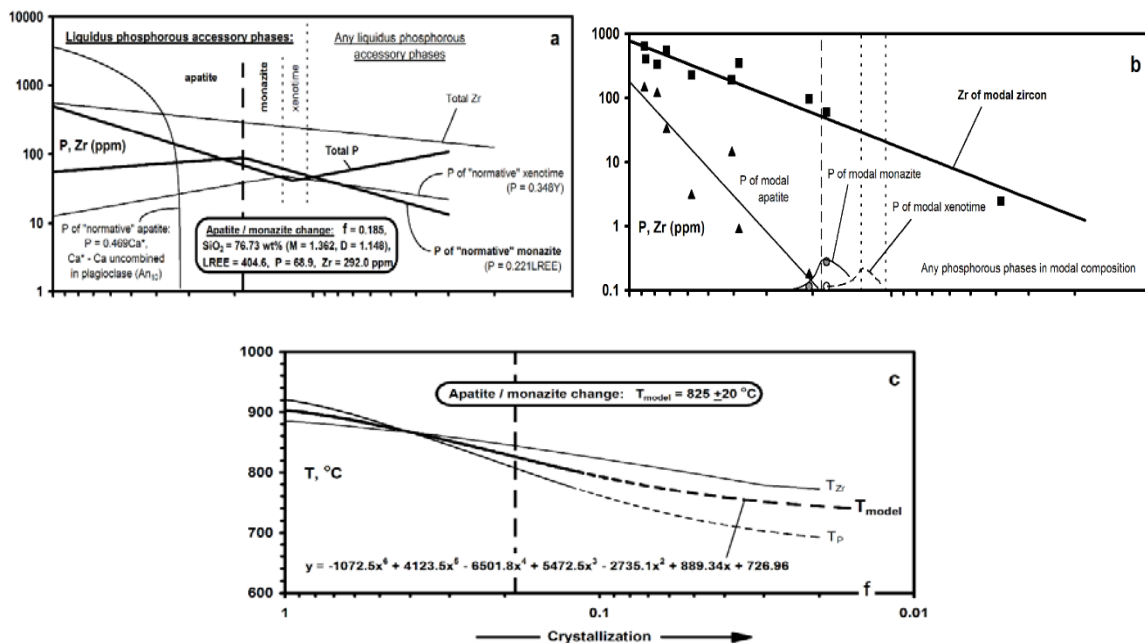 10000
1000
100
10
1
Liquidus phosphorous accessory phases:
Any liquidus phosphorous
accessory phases
a
apatite
monazite
xenotime
Total Zr
P, Zr (ppm)
Total P
P of "normative" xenotime
(P = 0.348Y)
P of "normative" apatite:
P = 0.469Ca*,
Ca* - Ca uncombined
in plagioclase (An10)
Apatite / monazite change: f = 0.185,
SiO2 = 76.73 wt% (M = 1.362, D = 1.148),
LREE = 404.6, P = 68.9, Zr = 292.0 ppm
P of "normative" monazite
(P = 0.221LREE)
1000
100
10
1
0.1
b
Zr of modal zircon
P of modal
apatite
P of modal monazite
P of modal xenotime
P, Zr (ppm)
Any phosphorous phases in modal composition
1000
900
800
700
600
c
Apatite / monazite change: Tmodel = 825 ±20 °C
T, °C
TZr
Tmodel
TP
y = -1072.5x⁶ + 4123.5x⁵ - 6501.8x⁴ + 5472.5x³ - 2735.1x² + 889.34x + 726.96
f
1
0.1
0.01
Crystallization